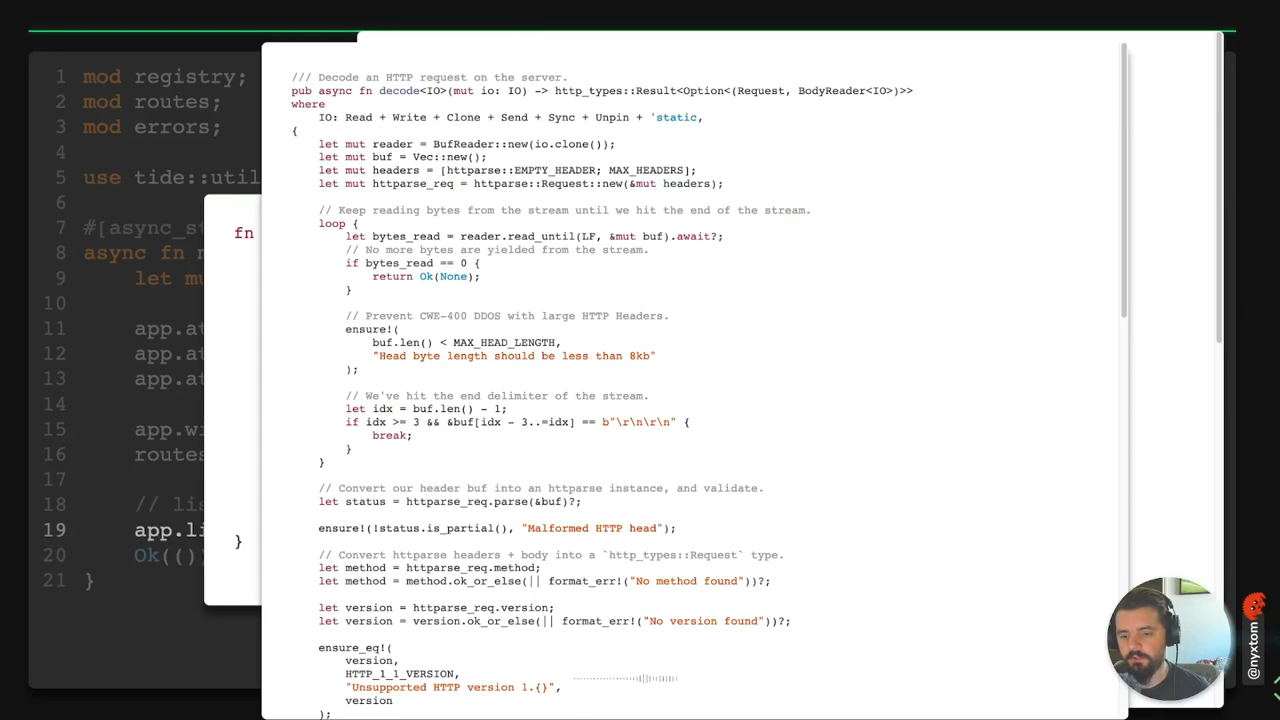 1 mod registry;
2 mod routes;
3 mod errors;
4
5 use tide::util
6
7 #[async_st
8 async fn
9 let mu
10
11 app.at
12 app.at
13 app.at
14
15 app.wi
16 routes
17
18 // lis
19 app.li
20 Ok(())
21 }
fn
}
/// Decode an HTTP request on the server.
pub async fn decode<IO>(mut io: IO) -> http_types::Result<Option<(Request, BodyReader<IO>)>>
where
    IO: Read + Write + Clone + Send + Sync + Unpin + 'static,
{
    let mut reader = BufReader::new(io.clone());
    let mut buf = Vec::new();
    let mut headers = [httparse::EMPTY_HEADER; MAX_HEADERS];
    let mut httparse_req = httparse::Request::new(&mut headers);

    // Keep reading bytes from the stream until we hit the end of the stream.
    loop {
        let bytes_read = reader.read_until(LF, &mut buf).await?;
        // No more bytes are yielded from the stream.
        if bytes_read == 0 {
            return Ok(None);
        }

        // Prevent CWE-400 DDOS with large HTTP Headers.
        ensure!(
            buf.len() < MAX_HEAD_LENGTH,
            "Head byte length should be less than 8kb"
        );

        // We've hit the end delimiter of the stream.
        let idx = buf.len() - 1;
        if idx >= 3 && &buf[idx - 3..=idx] == b"\r\n\r\n" {
            break;
        }
    }

    // Convert our header buf into an httparse instance, and validate.
    let status = httparse_req.parse(&buf)?;

    ensure!(!status.is_partial(), "Malformed HTTP head");

    // Convert httparse headers + body into a `http_types::Request` type.
    let method = httparse_req.method;
    let method = method.ok_or_else(|| format_err!("No method found"))?;

    let version = httparse_req.version;
    let version = version.ok_or_else(|| format_err!("No version found"))?;

    ensure_eq!(
        version,
        HTTP_1_1_VERSION,
        "Unsupported HTTP version 1.{}",
        version
    );
@nyxtom